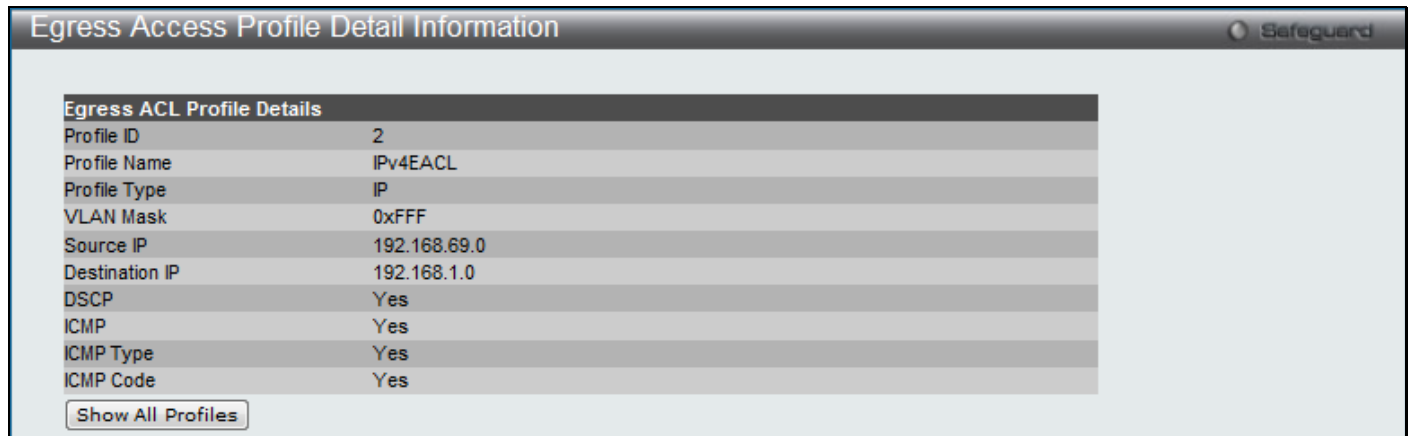 Egress Access Profile Detail Information
Safeguard
Egress ACL Profile Details
Profile ID 2
Profile Name IPv4EACL
Profile Type IP
VLAN Mask 0xFFF
Source IP 192.168.69.0
Destination IP 192.168.1.0
DSCP Yes
ICMP Yes
ICMP Type Yes
ICMP Code Yes
Show All Profiles